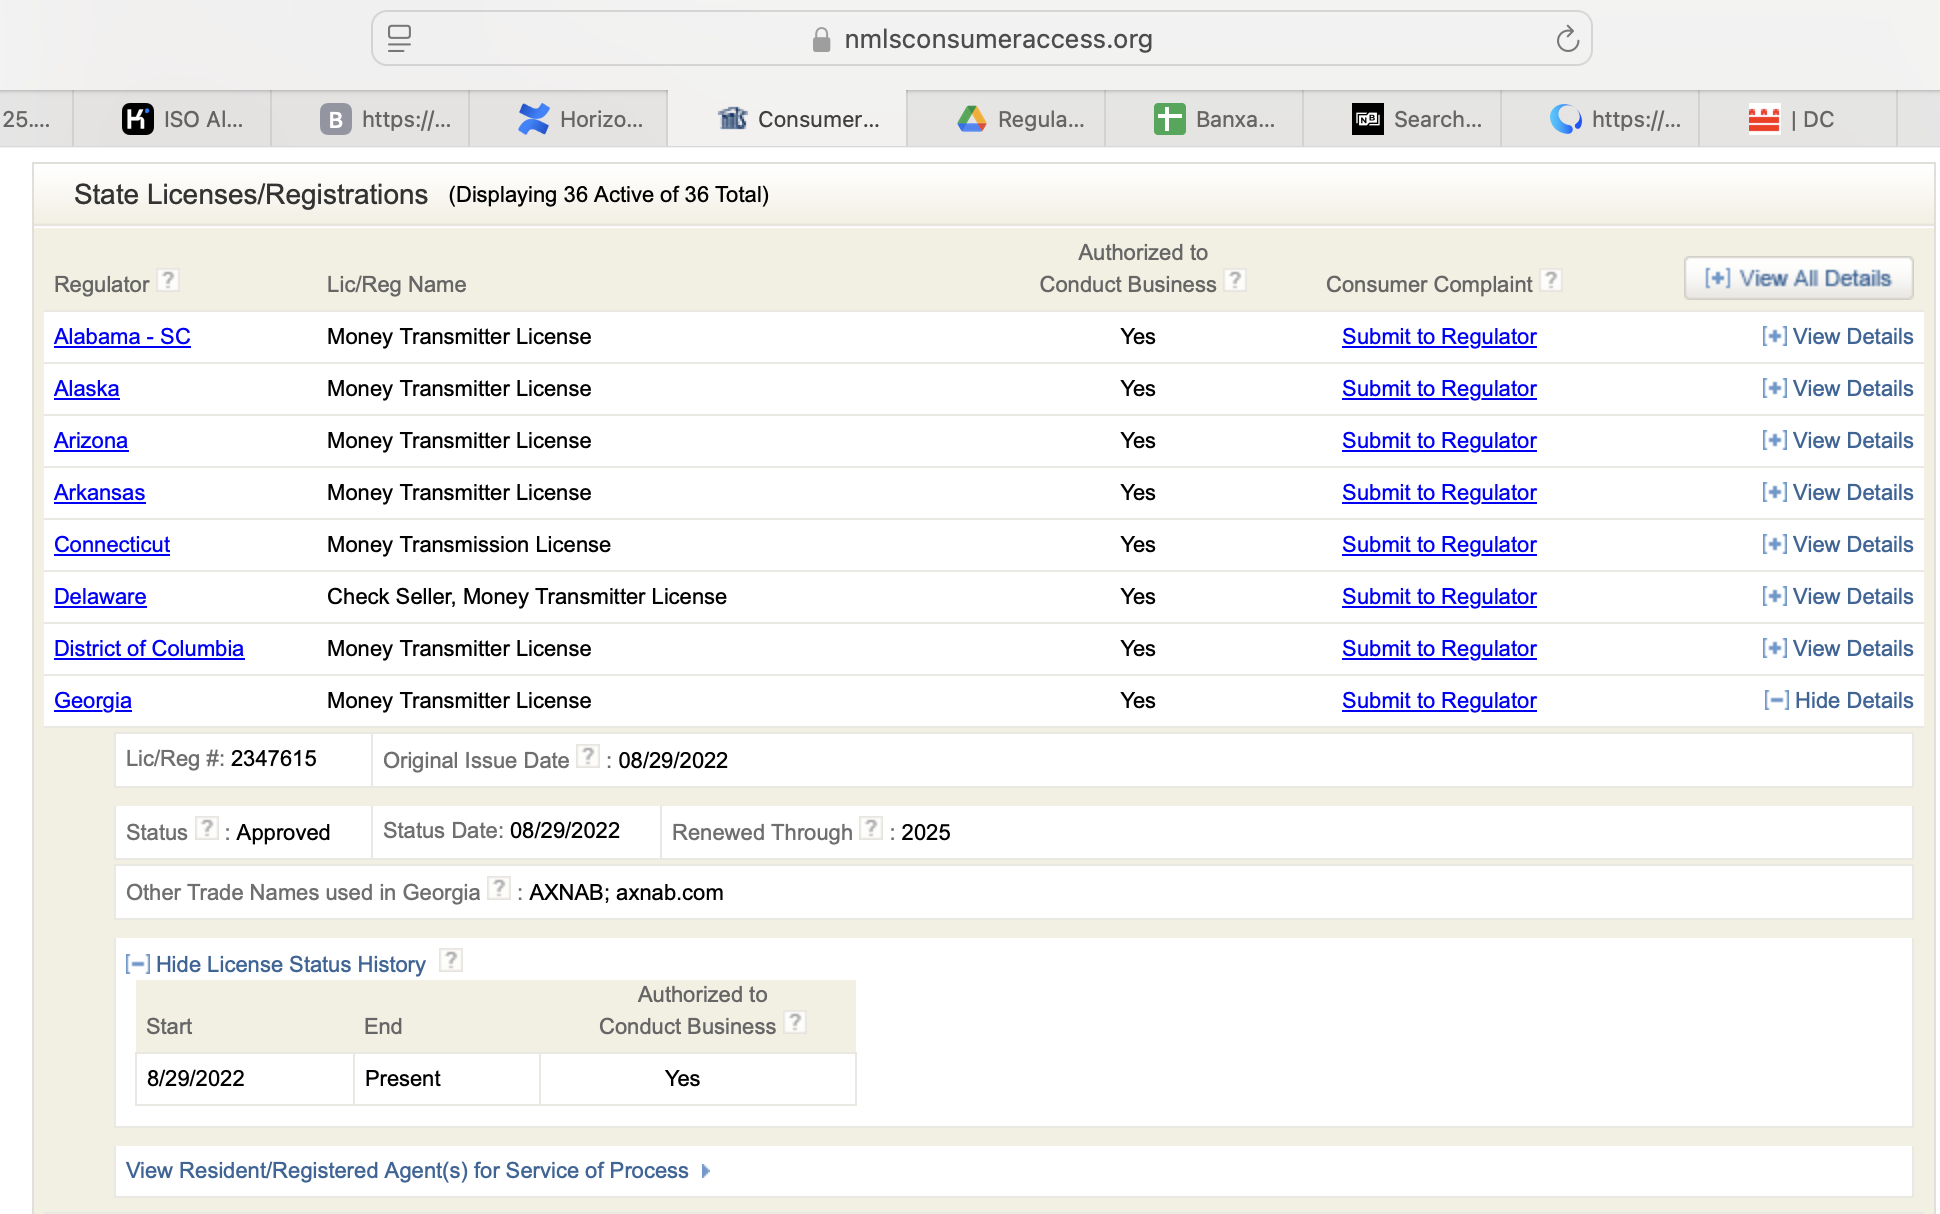 nmlsconsumeraccess.org
25.... ISO Al... B https://... Horizo... Consumer... Regula... Banxa... NB Search... https://... | DC
State Licenses/Registrations (Displaying 36 Active of 36 Total)
Authorized to
Regulator ? Lic/Reg Name Conduct Business ? Consumer Complaint ? [+] View All Details
Alabama - SC Money Transmitter License Yes Submit to Regulator [+] View Details
Alaska Money Transmitter License Yes Submit to Regulator [+] View Details
Arizona Money Transmitter License Yes Submit to Regulator [+] View Details
Arkansas Money Transmitter License Yes Submit to Regulator [+] View Details
Connecticut Money Transmission License Yes Submit to Regulator [+] View Details
Delaware Check Seller, Money Transmitter License Yes Submit to Regulator [+] View Details
District of Columbia Money Transmitter License Yes Submit to Regulator [+] View Details
Georgia Money Transmitter License Yes Submit to Regulator [−] Hide Details
Lic/Reg #: 2347615 Original Issue Date ? : 08/29/2022
Status ? : Approved Status Date: 08/29/2022 Renewed Through ? : 2025
Other Trade Names used in Georgia ? : AXNAB; axnab.com
[−] Hide License Status History ?
Authorized to
Start End Conduct Business ?
8/29/2022 Present Yes
View Resident/Registered Agent(s) for Service of Process